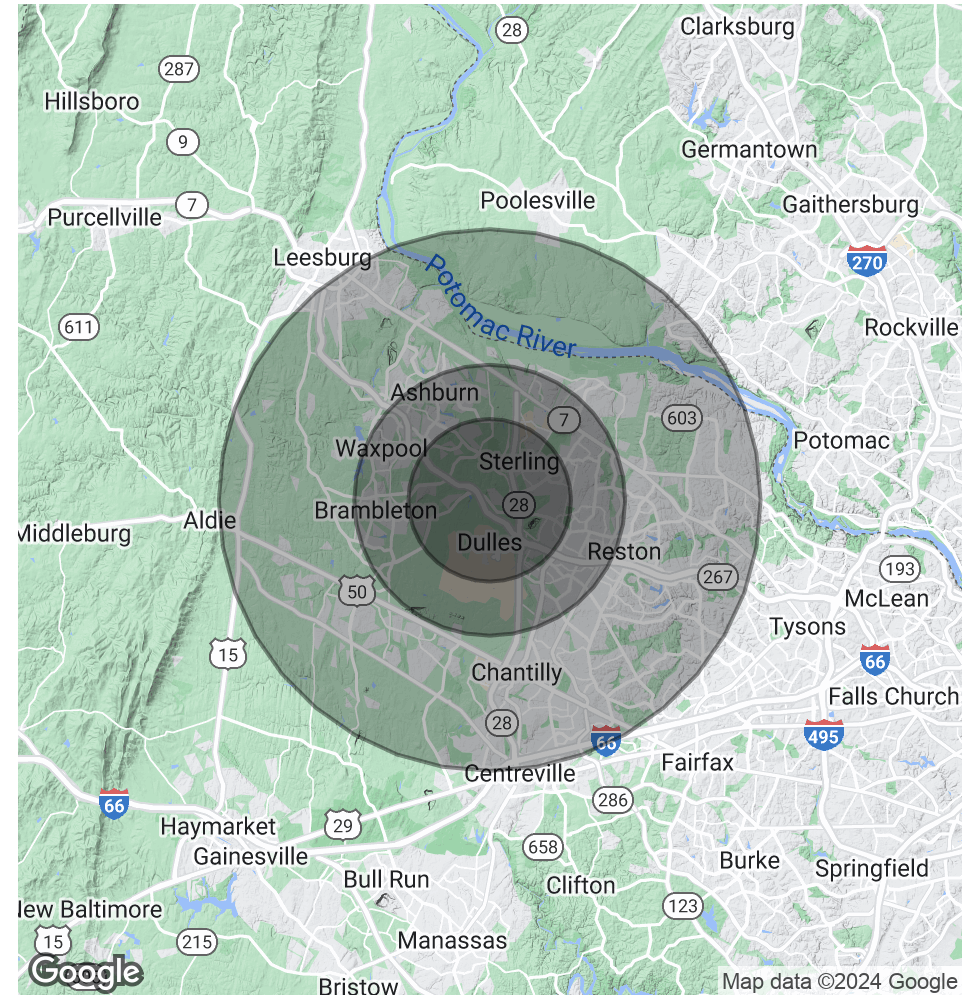 Clarksburg
28
287
Hillsboro
9
Germantown
Poolesville
7
Purcellville
Gaithersburg
Leesburg
270
Potomac River
611
Rockville
Ashburn
7
603
Waxpool
Potomac
Sterling
28
Brambleton
Aldie
Middleburg
Dulles
Reston
193
267
50
McLean
Tysons
15
66
Chantilly
Falls Church
28
66
495
Fairfax
Centreville
66
286
Haymarket
29
Gainesville
658
Burke
Springfield
Bull Run
Clifton
New Baltimore
123
15
215
Manassas
Google
Bristow
Map data ©2024 Google